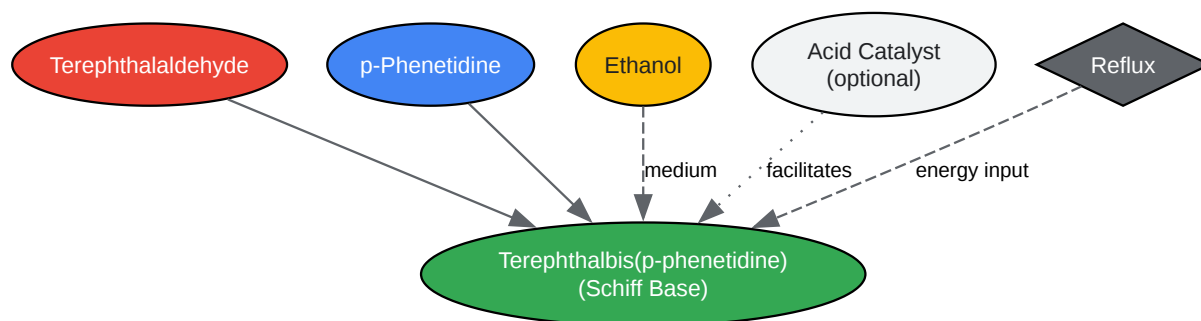 Terephthalaldehyde
p-Phenetidine
Ethanol
Acid Catalyst
(optional)
Reflux
medium
facilitates
energy input
Terephthalbis(p-phenetidine)
(Schiff Base)